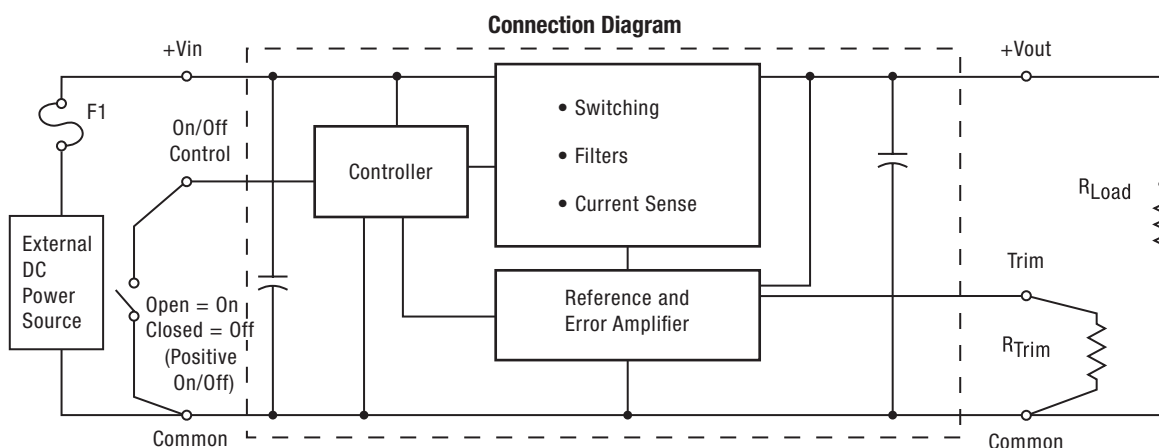 Connection Diagram
+Vin
+Vout
F1
On/Off
Control
Controller
• Switching
• Filters
• Current Sense
RLoad
External
DC
Power
Source
Open = On
Closed = Off
(Positive
On/Off)
Reference and
Error Amplifier
Trim
RTrim
Common
Common